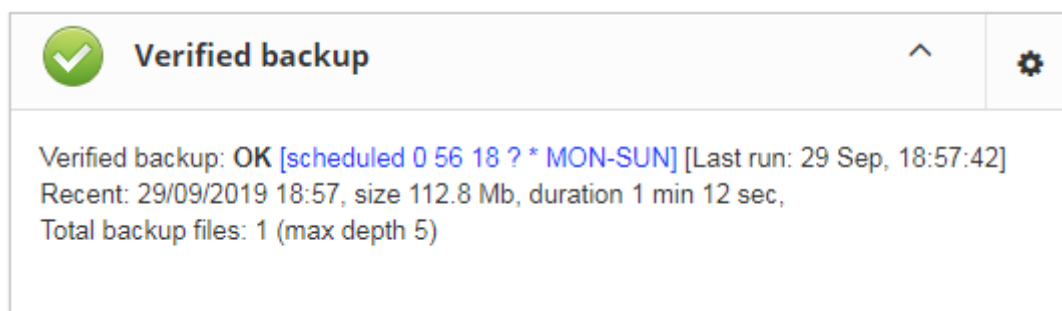 Verified backup
Verified backup: OK [scheduled 0 56 18 ? * MON-SUN] [Last run: 29 Sep, 18:57:42]
Recent: 29/09/2019 18:57, size 112.8 Mb, duration 1 min 12 sec,
Total backup files: 1 (max depth 5)